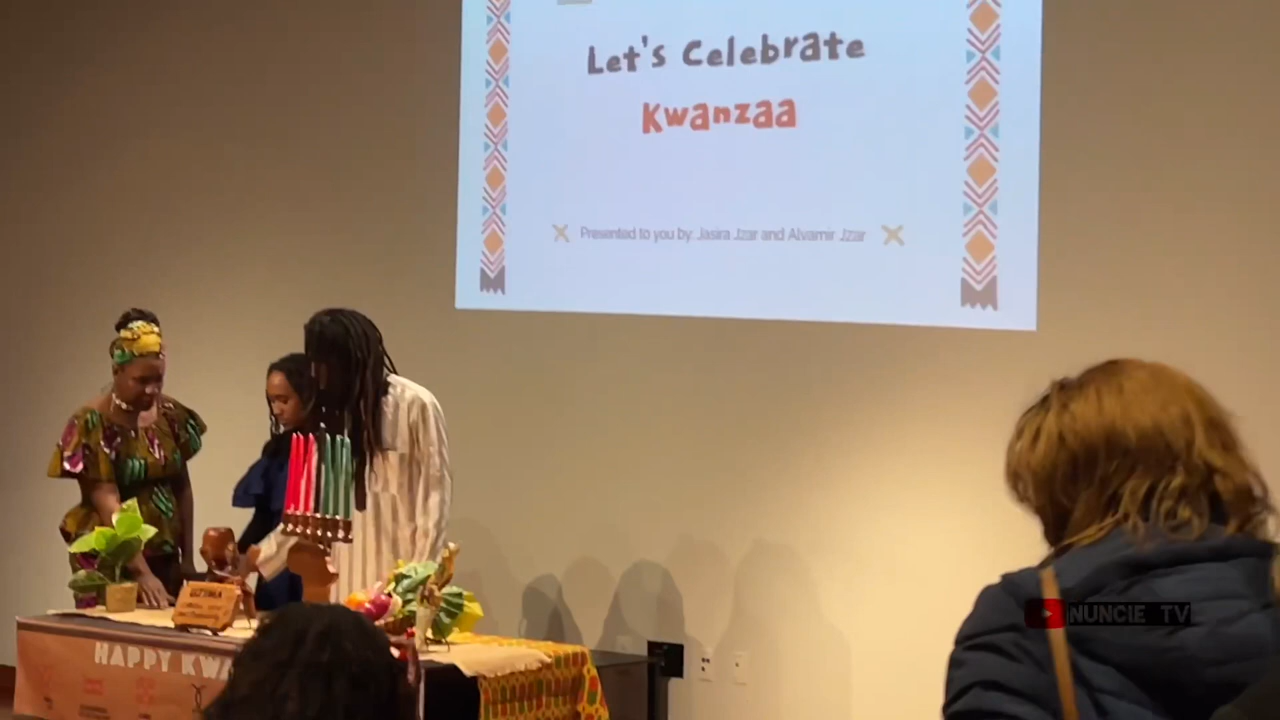 Let's Celebrate
Kwanzaa
Presented to you by: Jasira Jzar and Alvamir Jzar
HAPPY KWA
NUNCIE TV